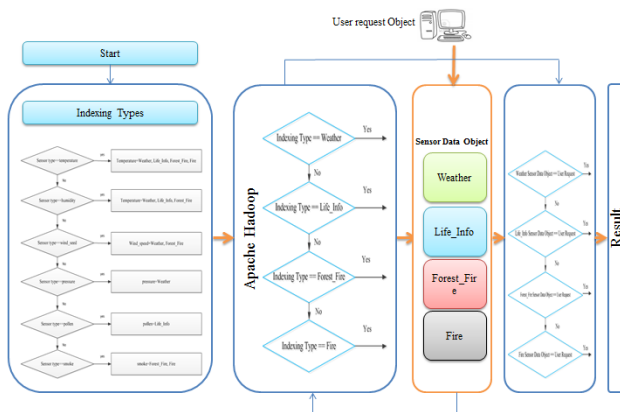 User request Object
Start
Indexing Types
Sensor type==temperature
yes
Temperature=Weather, Life_Info, Forest_Fire, Fire
No
Sensor type==humidity
yes
Temperature=Weather, Life_Info, Forest_Fire
No
yes
Wind_speed=Weather, Forest_Fire
No
Sensor type==pressure
yes
pressure=Weather
No
Sensor type==pollen
yes
pollen=Life_Info
No
Sensor type==smoke
yes
smoke=Forest_Fire, Fire
Apache Hadoop
Indexing Type == Weather
Yes
No
Indexing Type == Life_Info
Yes
No
Indexing Type == Forest_Fire
Yes
No
Indexing Type == Fire
Yes
Sensor Data Object
Weather
Life_Info
Forest_Fir
e
Fire
Weather Sensor Data Object == User Request
Yes
No
Life_Info Sensor Data Object == User Request
Yes
No
Forest_Fire Sensor Data Object == User Request
Yes
No
Fire Sensor Data Object == User Request
Yes
Result